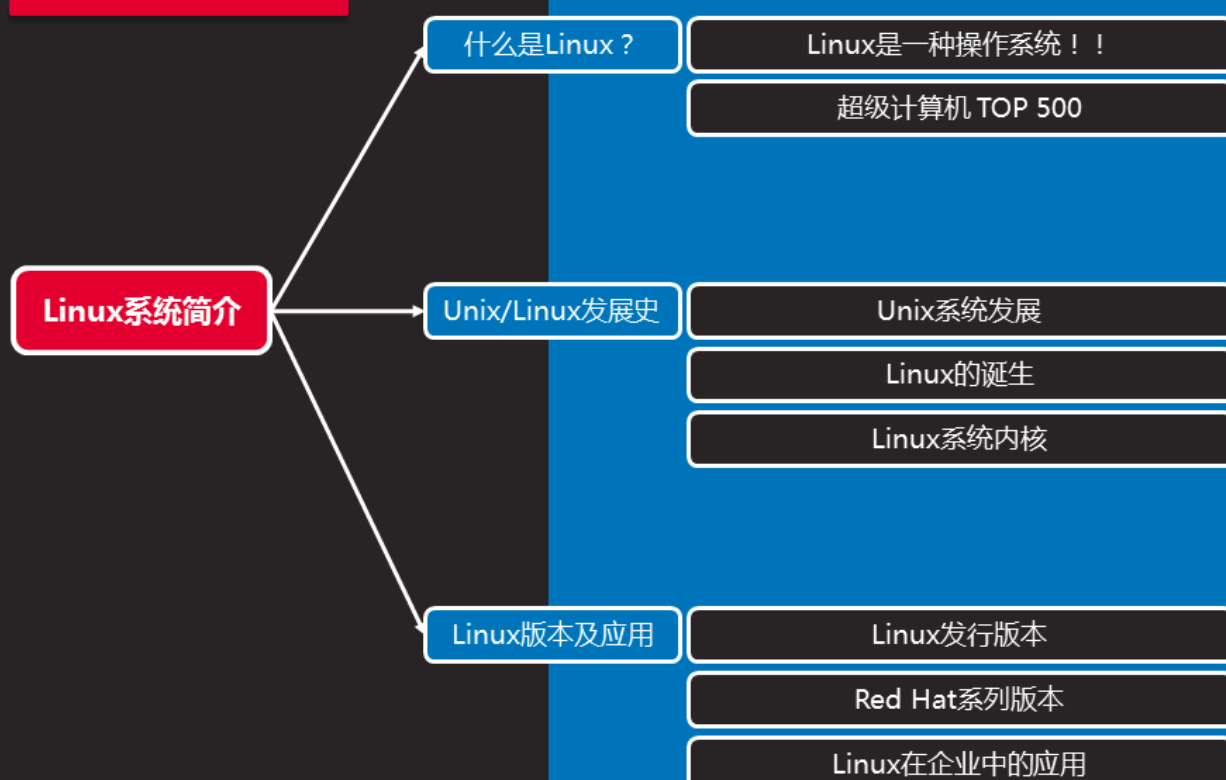 什么是Linux？
Linux是一种操作系统！！
超级计算机 TOP 500
Linux系统简介
Unix/Linux发展史
Unix系统发展
Linux的诞生
Linux系统内核
Linux版本及应用
Linux发行版本
Red Hat系列版本
Linux在企业中的应用